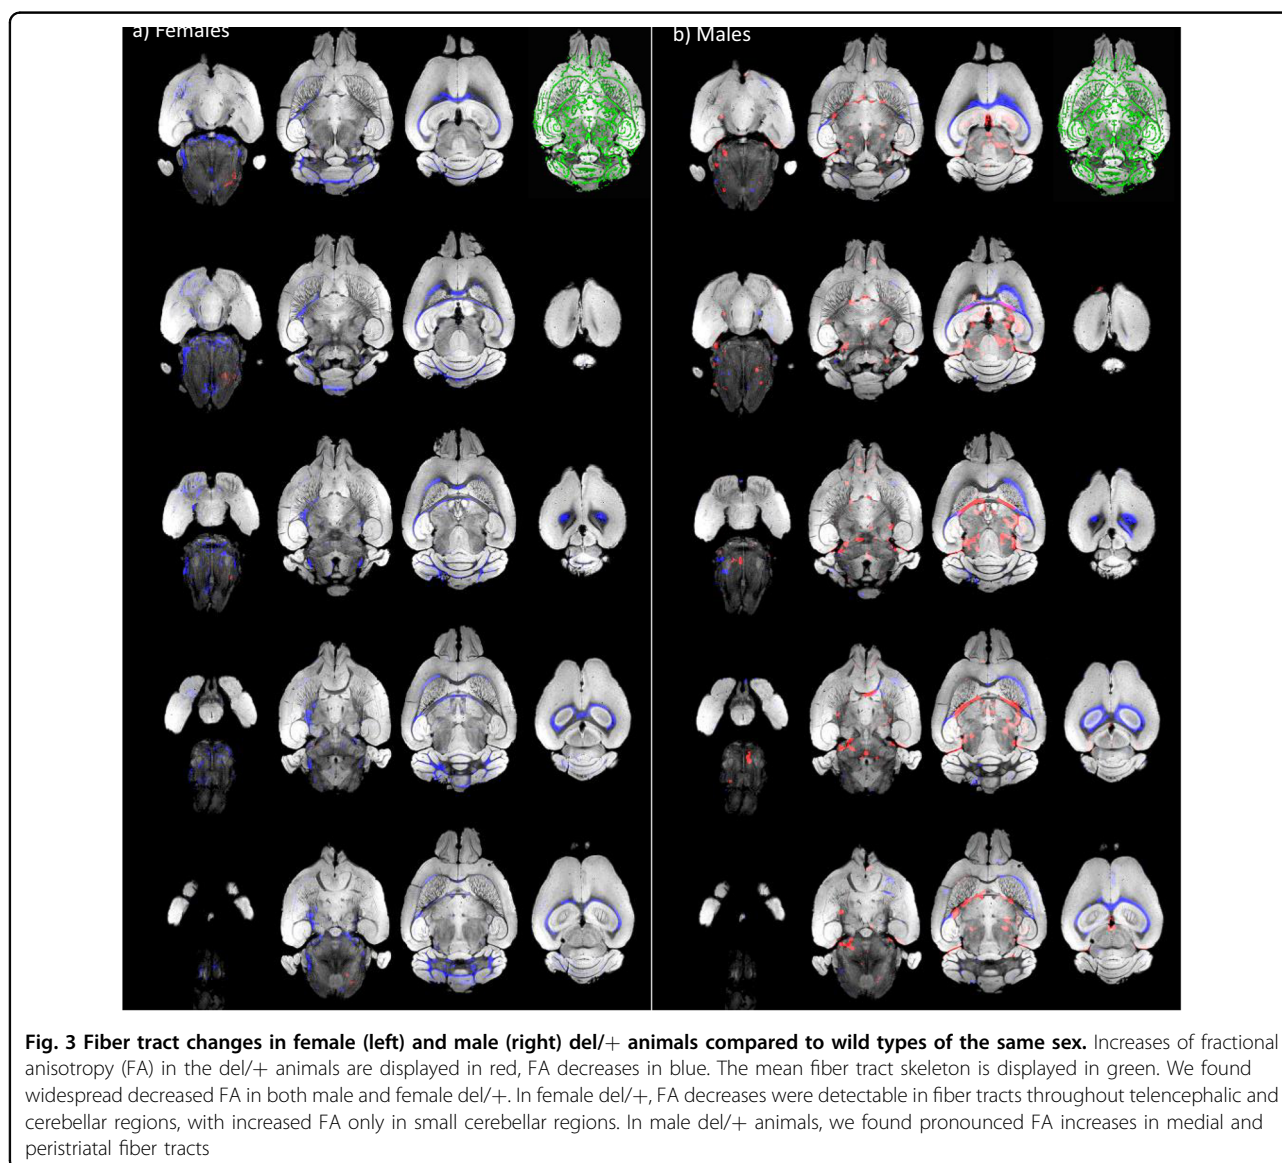 a) Females
b) Males
Fig. 3 Fiber tract changes in female (left) and male (right) del/+ animals compared to wild types of the same sex. Increases of fractional
anisotropy (FA) in the del/+ animals are displayed in red, FA decreases in blue. The mean fiber tract skeleton is displayed in green. We found
widespread decreased FA in both male and female del/+. In female del/+, FA decreases were detectable in fiber tracts throughout telencephalic and
cerebellar regions, with increased FA only in small cerebellar regions. In male del/+ animals, we found pronounced FA increases in medial and
peristriatal fiber tracts